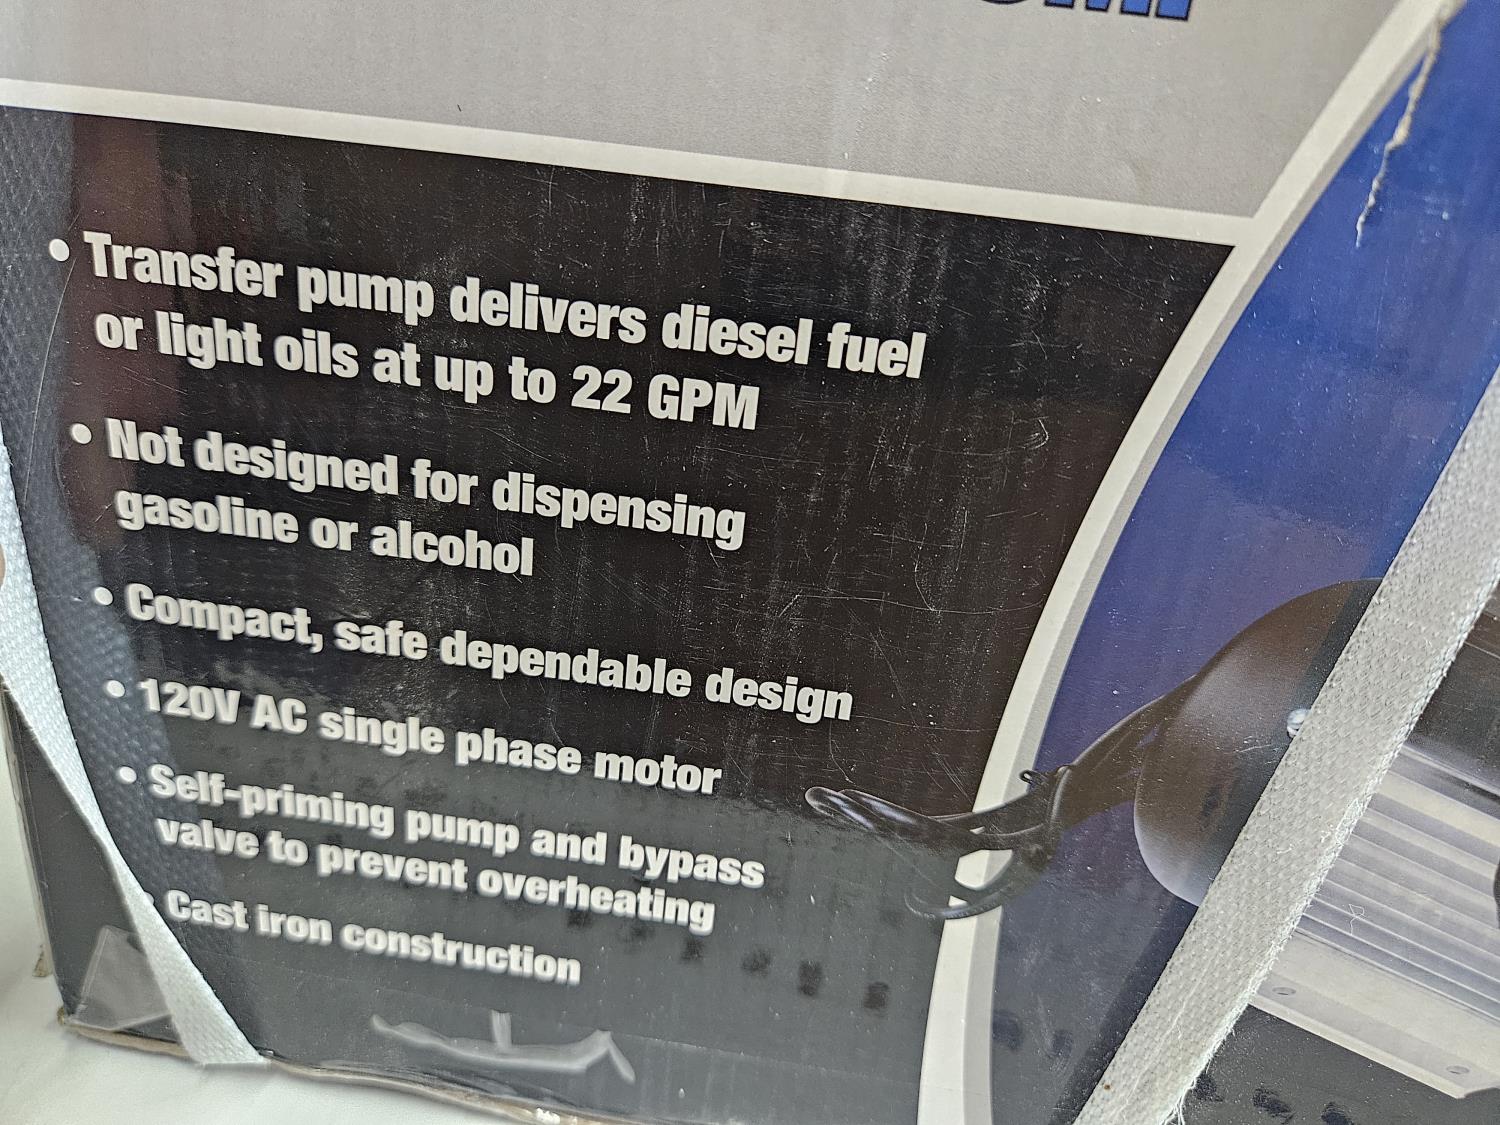 • Transfer pump delivers diesel fuel
or light oils at up to 22 GPM
• Not designed for dispensing
gasoline or alcohol
• Compact, safe dependable design
• 120V AC single phase motor
• Self-priming pump and bypass
valve to prevent overheating
• Cast iron construction